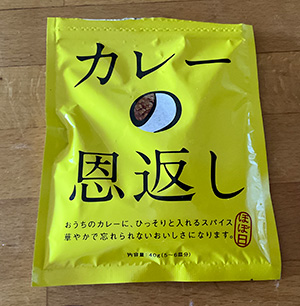 カレー
恩返し
おうちのカレーに、ひっそりと入れるスパイス
華やかで忘れられないおいしさになります。
ほぼ日
内容量:40g(5〜6回分)